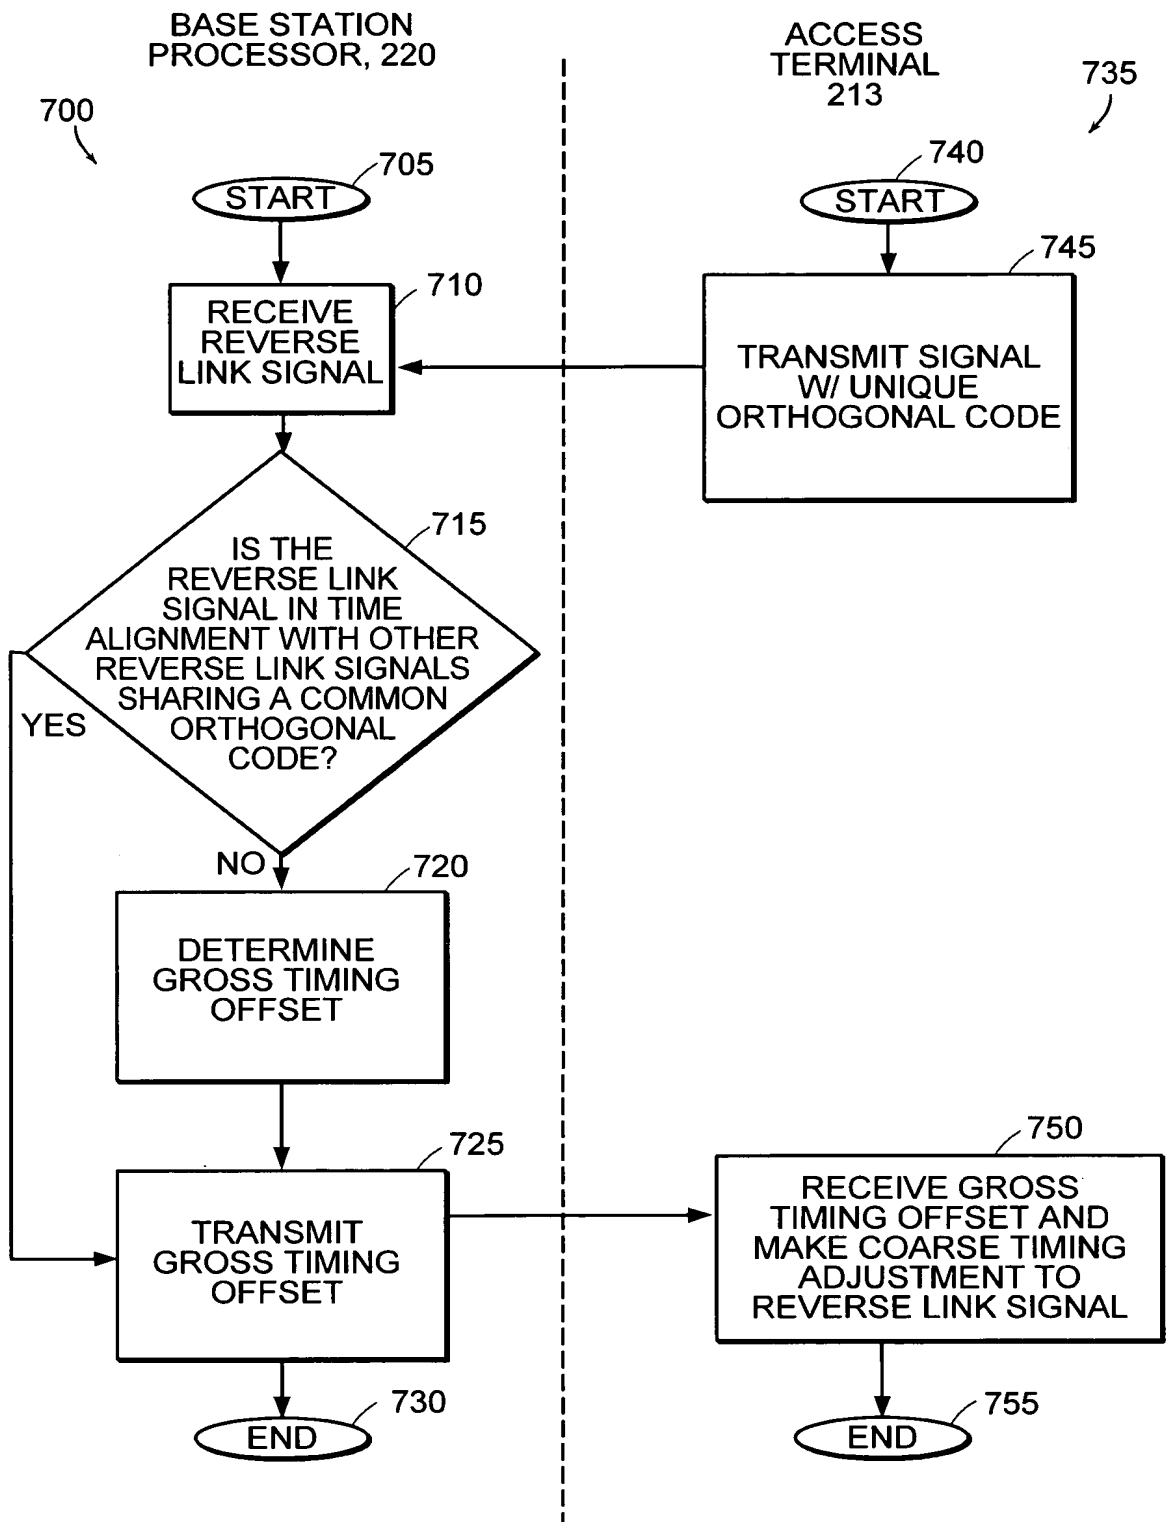 BASE STATION
PROCESSOR, 220
ACCESS
TERMINAL
213
700
735
705
START
740
START
710
RECEIVE
REVERSE
LINK SIGNAL
745
TRANSMIT SIGNAL
W/ UNIQUE
ORTHOGONAL CODE
715
IS THE
REVERSE LINK
SIGNAL IN TIME
ALIGNMENT WITH OTHER
REVERSE LINK SIGNALS
SHARING A COMMON
ORTHOGONAL
CODE?
YES
NO
720
DETERMINE
GROSS TIMING
OFFSET
725
TRANSMIT
GROSS TIMING
OFFSET
750
RECEIVE GROSS
TIMING OFFSET AND
MAKE COARSE TIMING
ADJUSTMENT TO
REVERSE LINK SIGNAL
730
END
755
END